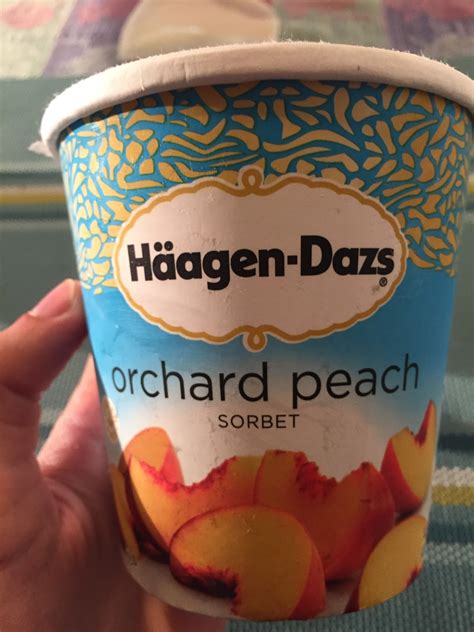 Häagen-Dazs®
orchard peach
SORBET